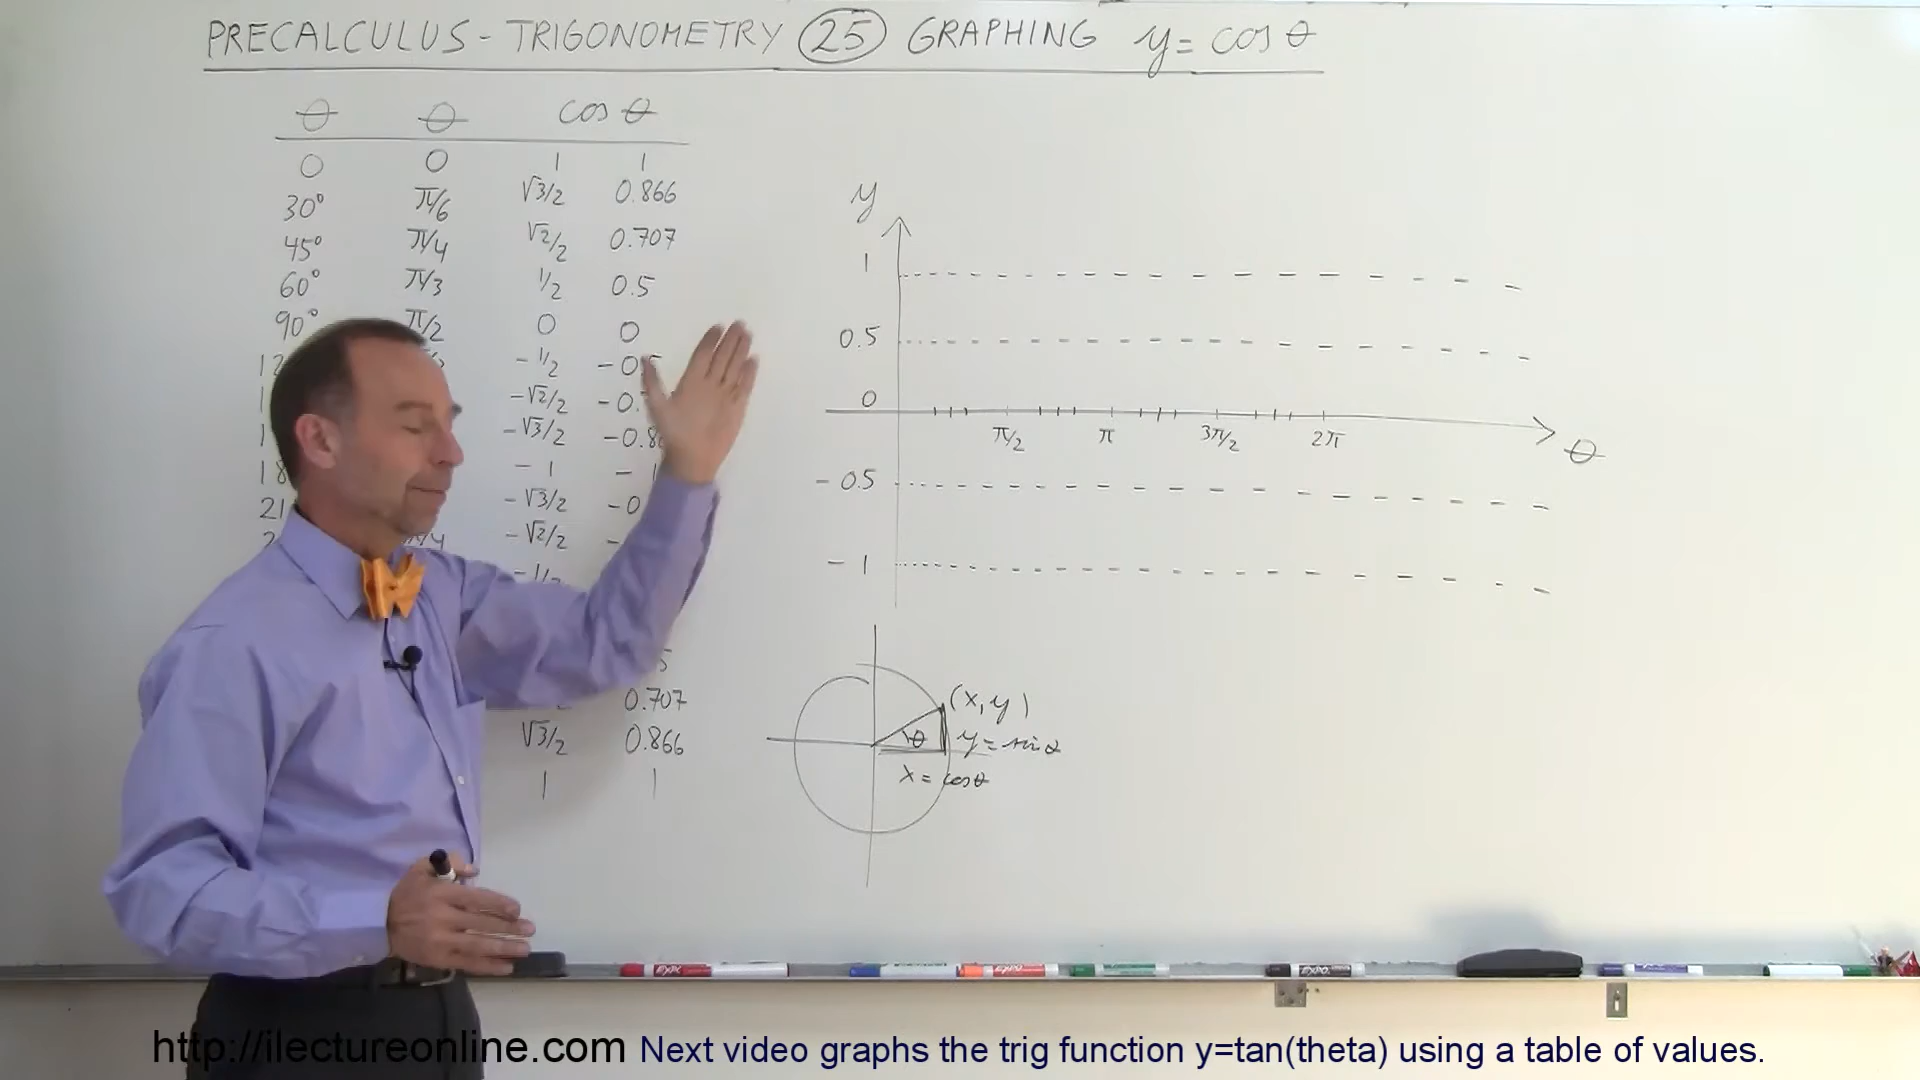 PRECALCULUS - TRIGONOMETRY 25 GRAPHING y = cos θ
θ θ cos θ
0 0 1 1
30° π/6 √3/2 0.866
45° π/4 √2/2 0.707
60° π/3 1/2 0.5
90° π/2 0 0
-1/2
-√2/2
-√3/2
-1
-√3/2
-√2/2
0.707
√3/2 0.866
1 1
y
1
0.5
0
π/2 π 3π/2 2π
θ
-0.5
-1
(x, y)
θ y = sin θ
x = cos θ
EXPO
EXPO
EXPO
http://ilectureonline.com Next video graphs the trig function y=tan(theta) using a table of values.